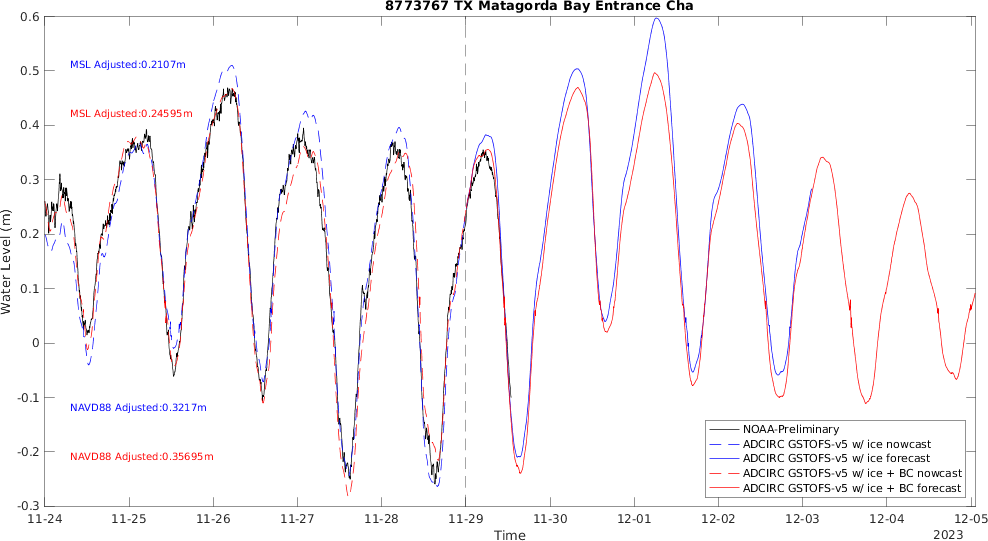 8773767 TX Matagorda Bay Entrance Cha
Water Level (m)
0.6
0.5
0.4
0.3
0.2
0.1
0
-0.1
-0.2
-0.3
MSL Adjusted:0.2107m
MSL Adjusted:0.24595m
NAVD88 Adjusted:0.3217m
NAVD88 Adjusted:0.35695m
NOAA-Preliminary
ADCIRC GSTOFS-v5 w/ ice nowcast
ADCIRC GSTOFS-v5 w/ ice forecast
ADCIRC GSTOFS-v5 w/ ice + BC nowcast
ADCIRC GSTOFS-v5 w/ ice + BC forecast
11-24 11-25 11-26 11-27 11-28 11-29 11-30 12-01 12-02 12-03 12-04 12-05
Time
2023